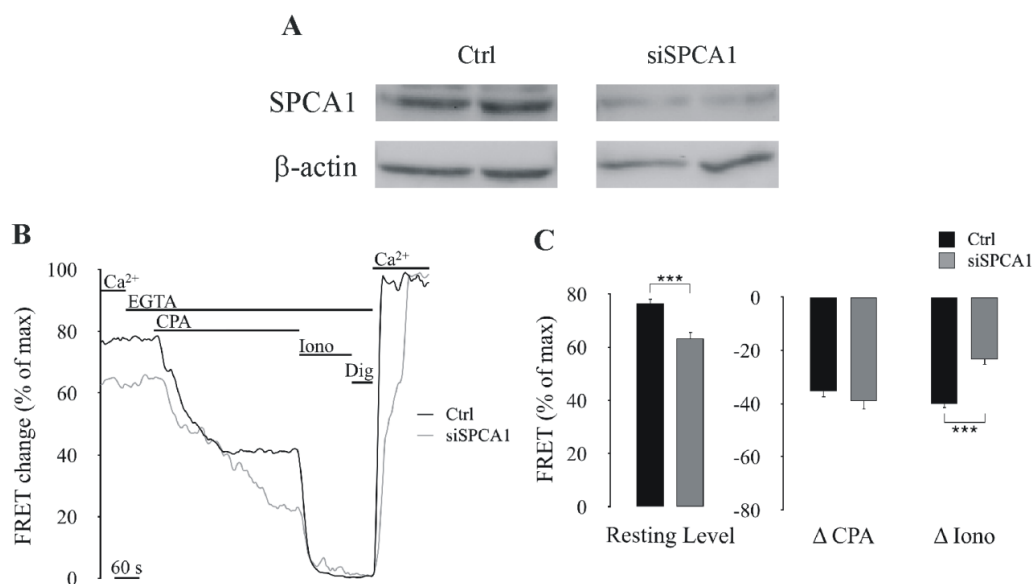 A
Ctrl siSPCA1
SPCA1
β-actin
B
FRET change (% of max)
100
80
60
40
20
0
Ca²⁺
EGTA
CPA
Iono
Dig
Ca²⁺
Ctrl
siSPCA1
60 s
C
Ctrl
siSPCA1
FRET (% of max)
80
60
40
20
0
***
Resting Level
0
-20
-40
-60
-80
***
Δ CPA
Δ Iono